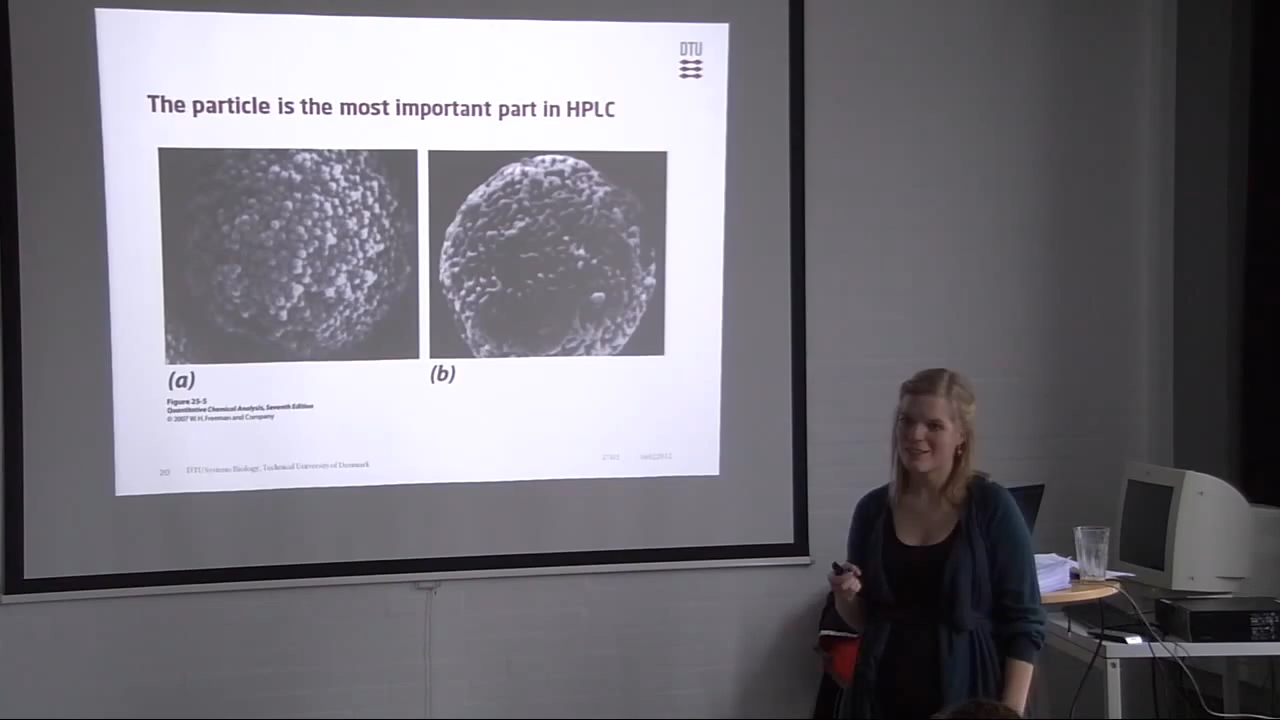 DTU
The particle is the most important part in HPLC
(a)
(b)
Figure 25-5
Quantitative Chemical Analysis, Seventh Edition
© 2007 W.H. Freeman and Company
20 DTU Systems Biology, Technical University of Denmark